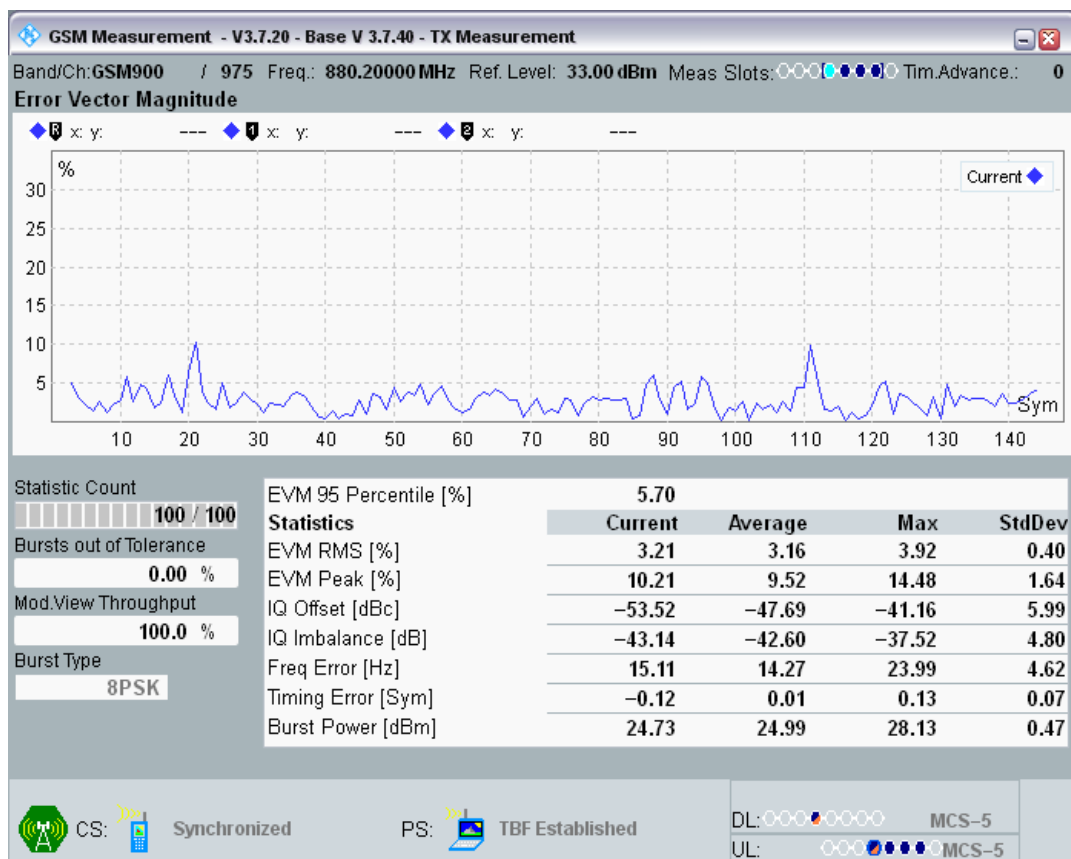 GSM Measurement - V3.7.20 - Base V 3.7.40 - TX Measurement
Band/Ch:GSM900 / 975 Freq.: 880.20000 MHz Ref. Level: 33.00 dBm Meas Slots: Tim.Advance.: 0
Error Vector Magnitude
R x: y: --- 1 x: y: --- 2 x: y: ---
%
Current
30
25
20
15
10
5
Sym
10 20 30 40 50 60 70 80 90 100 110 120 130 140
Statistic Count
100 / 100
Bursts out of Tolerance
0.00 %
Mod.View Throughput
100.0 %
Burst Type
8PSK
EVM 95 Percentile [%] 5.70
Statistics Current Average Max StdDev
EVM RMS [%] 3.21 3.16 3.92 0.40
EVM Peak [%] 10.21 9.52 14.48 1.64
IQ Offset [dBc] −53.52 −47.69 −41.16 5.99
IQ Imbalance [dB] −43.14 −42.60 −37.52 4.80
Freq Error [Hz] 15.11 14.27 23.99 4.62
Timing Error [Sym] −0.12 0.01 0.13 0.07
Burst Power [dBm] 24.73 24.99 28.13 0.47
CS: Synchronized PS: TBF Established
DL: MCS−5
UL: MCS−5